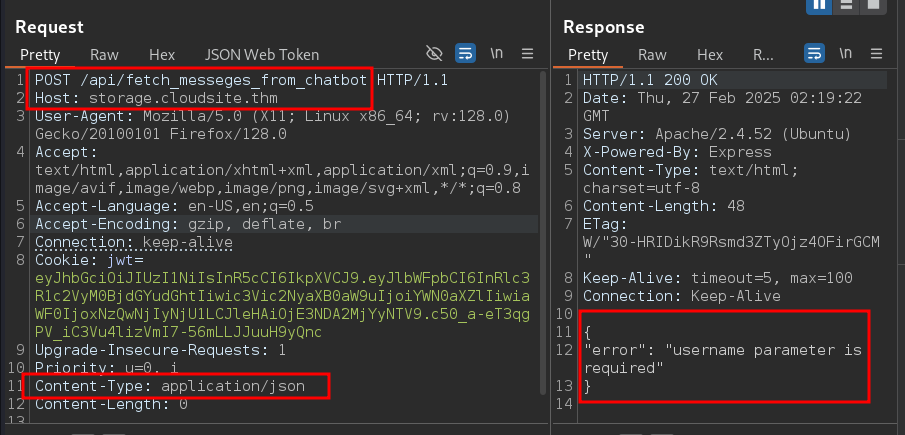 Request
Pretty Raw Hex JSON Web Token \n
1 POST /api/fetch_messeges_from_chatbot HTTP/1.1
2 Host: storage.cloudsite.thm
3 User-Agent: Mozilla/5.0 (X11; Linux x86_64; rv:128.0)
Gecko/20100101 Firefox/128.0
4 Accept:
text/html,application/xhtml+xml,application/xml;q=0.9,i
mage/avif,image/webp,image/png,image/svg+xml,*/*;q=0.8
5 Accept-Language: en-US,en;q=0.5
6 Accept-Encoding: gzip, deflate, br
7 Connection: keep-alive
8 Cookie: jwt=
eyJhbGciOiJIUzI1NiIsInR5cCI6IkpXVCJ9.eyJlbWFpbCI6InRlc3
R1c2VyM0BjdGYudGhtIiwic3Vic2NyaXB0aW9uIjoiYWN0aXZlIiwia
WF0IjoxNzQwNjIyNjU1LCJleHAiOjE3NDA2MjYyNTV9.c50_a-eT3qg
PV_iC3Vu4lizVmI7-56mLLJJuuH9yQnc
9 Upgrade-Insecure-Requests: 1
10 Priority: u=0, i
11 Content-Type: application/json
12 Content-Length: 0
13
Response
Pretty Raw Hex R... \n
1 HTTP/1.1 200 OK
2 Date: Thu, 27 Feb 2025 02:19:22
GMT
3 Server: Apache/2.4.52 (Ubuntu)
4 X-Powered-By: Express
5 Content-Type: text/html;
charset=utf-8
6 Content-Length: 48
7 ETag:
W/"30-HRIDikR9Rsmd3ZTyOjz4OFirGCM
"
8 Keep-Alive: timeout=5, max=100
9 Connection: Keep-Alive
10
11 {
12 "error": "username parameter is
required"
13 }
14